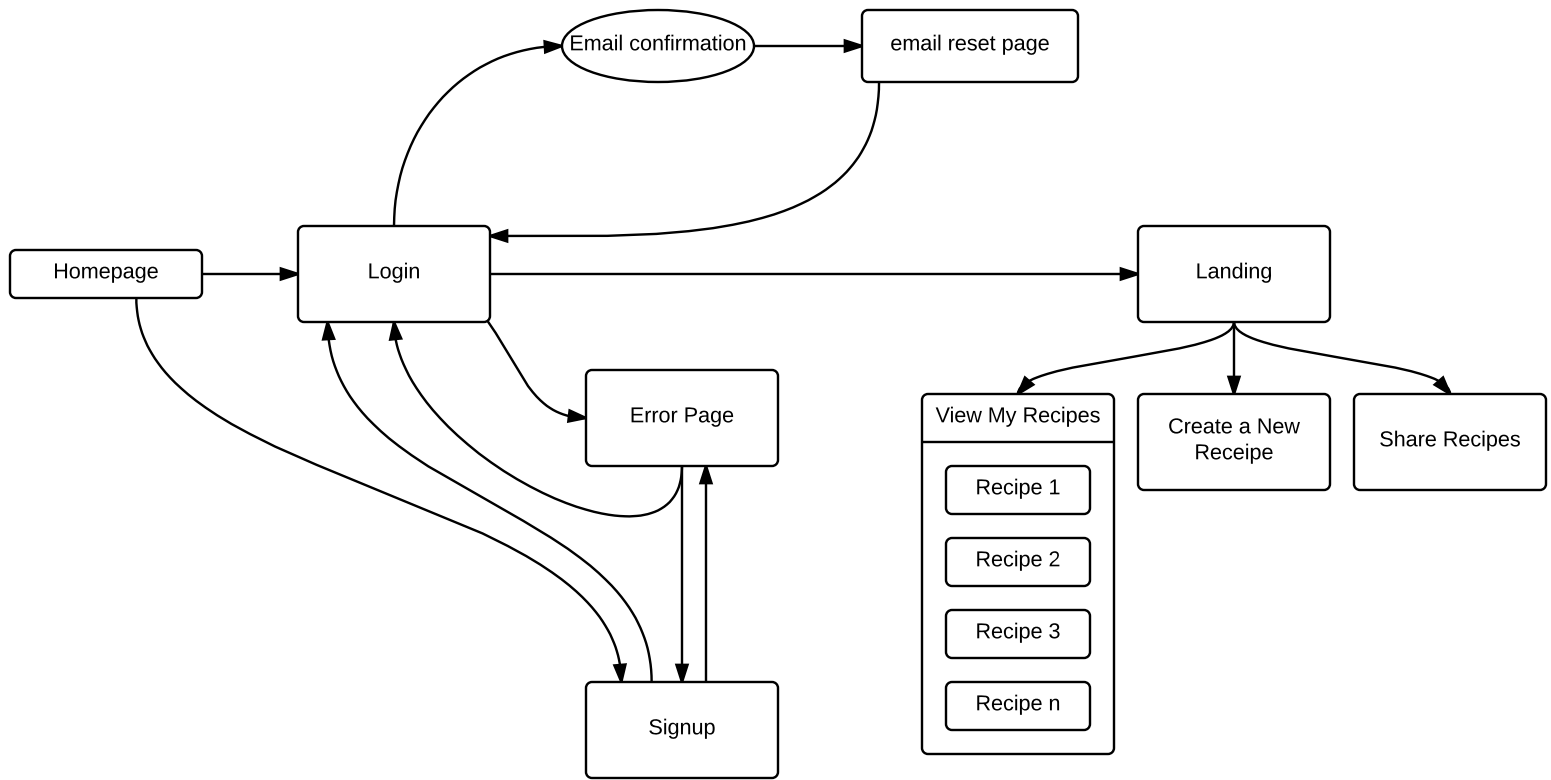 Email confirmation
email reset page
Homepage
Login
Landing
Error Page
View My Recipes
Create a New
Receipe
Share Recipes
Recipe 1
Recipe 2
Recipe 3
Recipe n
Signup